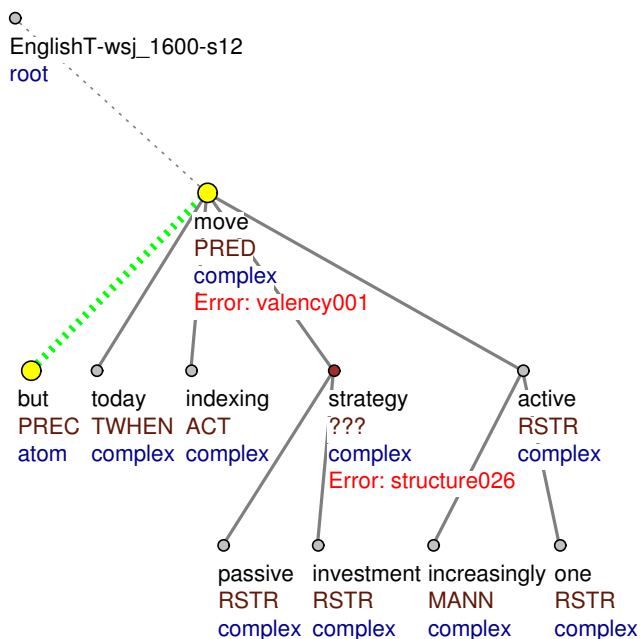 EnglishT-wsj_1600-s12
root
move
PRED
complex
Error: valency001
but today indexing strategy active
PREC TWHEN ACT ??? RSTR
atom complex complex complex complex
Error: structure026
passive investment increasingly one
RSTR RSTR MANN RSTR
complex complex complex complex